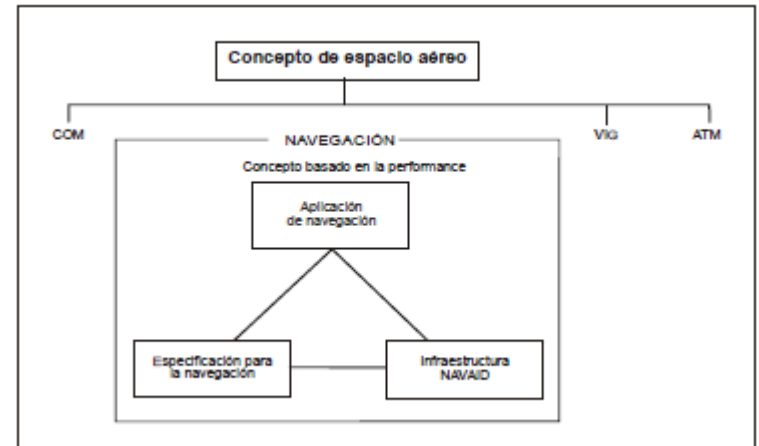 Concepto de espacio aéreo
COM
VIG
ATM
NAVEGACIÓN
Concepto basado en la performance
Aplicación
de navegación
Especificación para
la navegación
Infraestructura
NAVAID